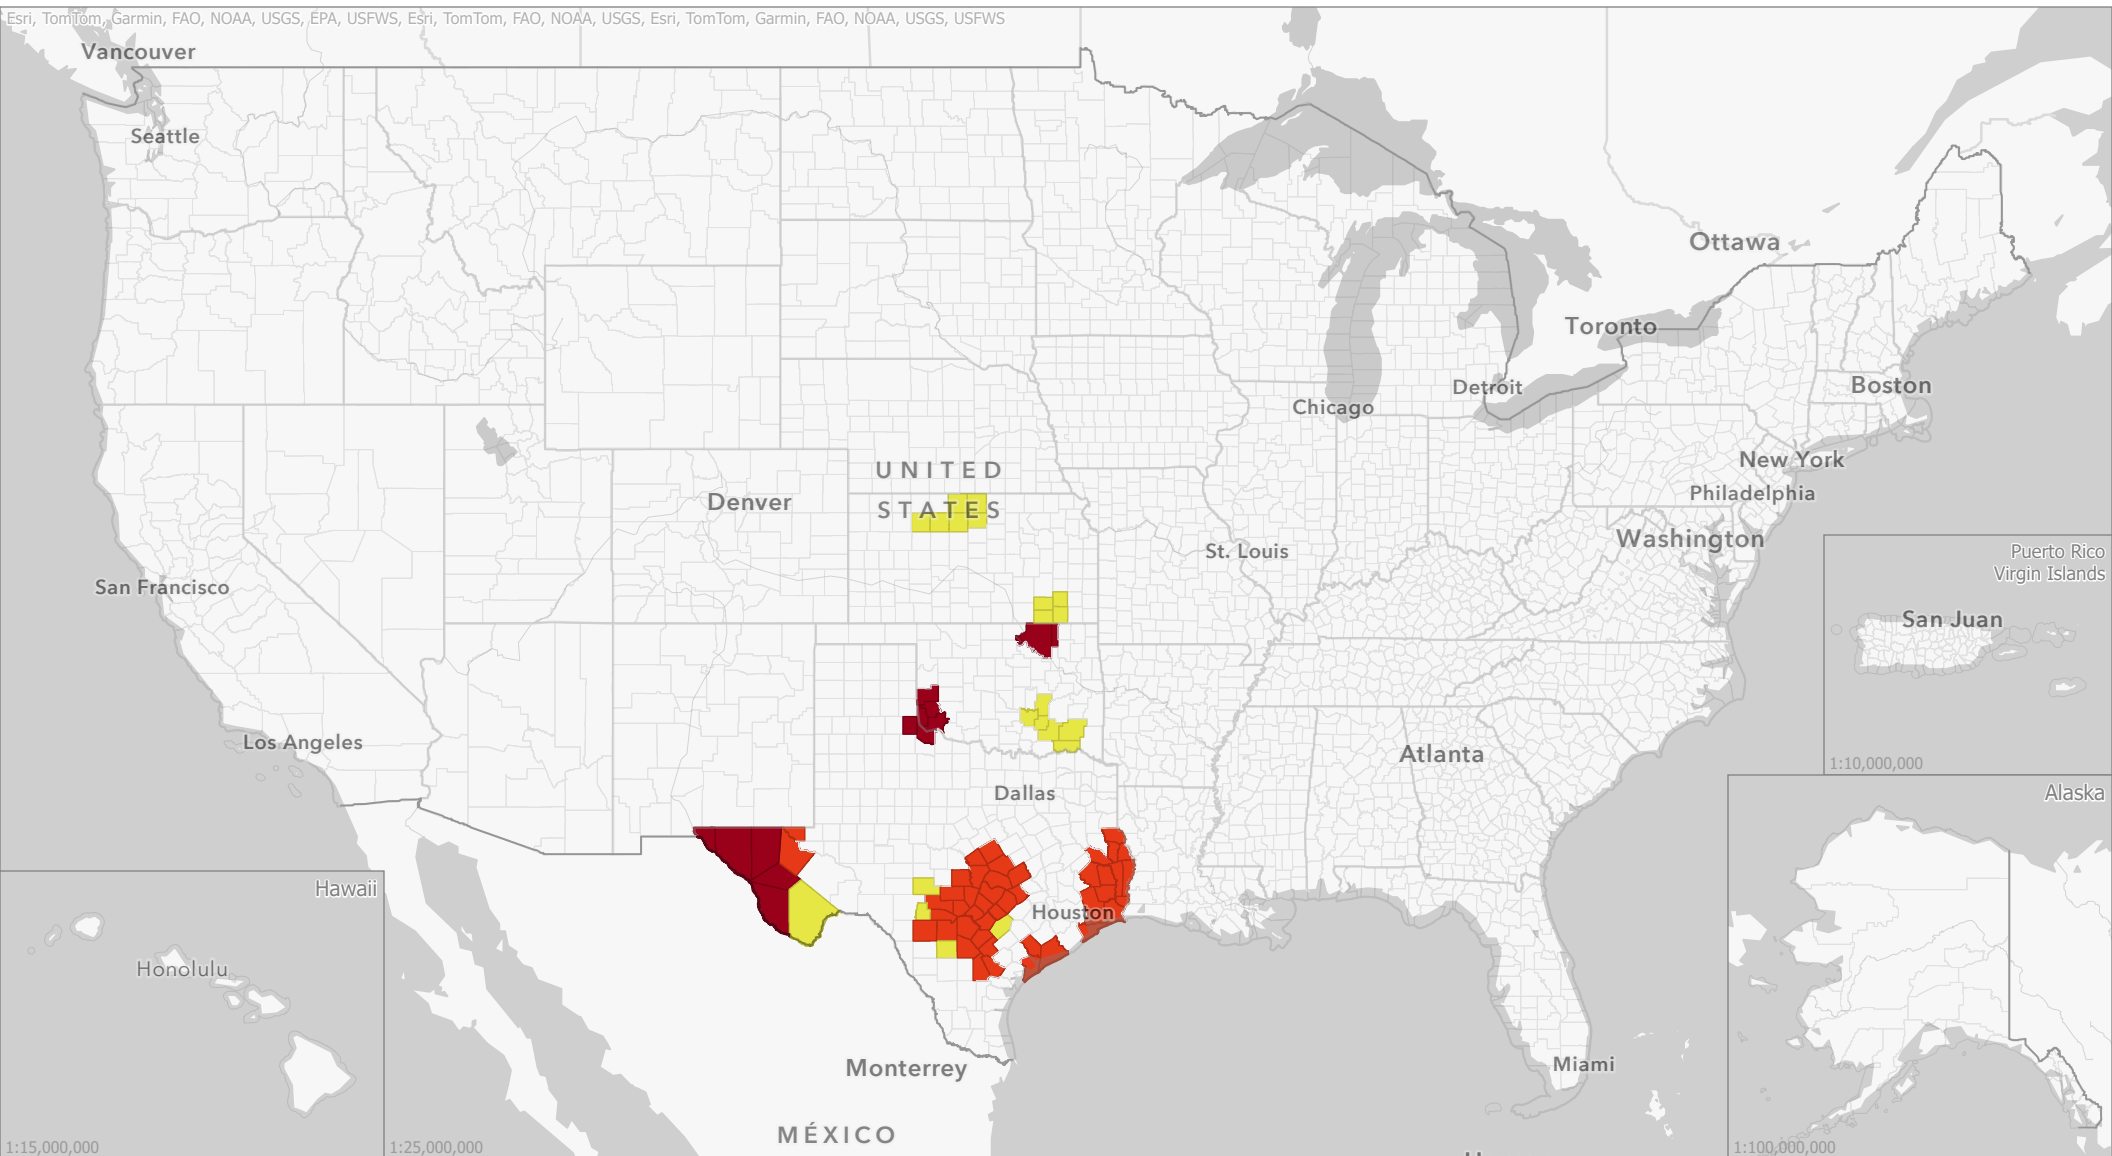 Esri, TomTom, Garmin, FAO, NOAA, USGS, EPA, USFWS, Esri, TomTom, FAO, NOAA, USGS, Esri, TomTom, Garmin, FAO, NOAA, USGS, USFWS
Vancouver
Seattle
Ottawa
Toronto
Detroit
Boston
Chicago
New York
UNITED
STATES
Denver
Philadelphia
Washington
St. Louis
San Francisco
Puerto Rico
Virgin Islands
San Juan
1:10,000,000
Los Angeles
Atlanta
Dallas
Alaska
Hawaii
Houston
Honolulu
Monterrey
Miami
MÉXICO
1:15,000,000
1:25,000,000
1:100,000,000